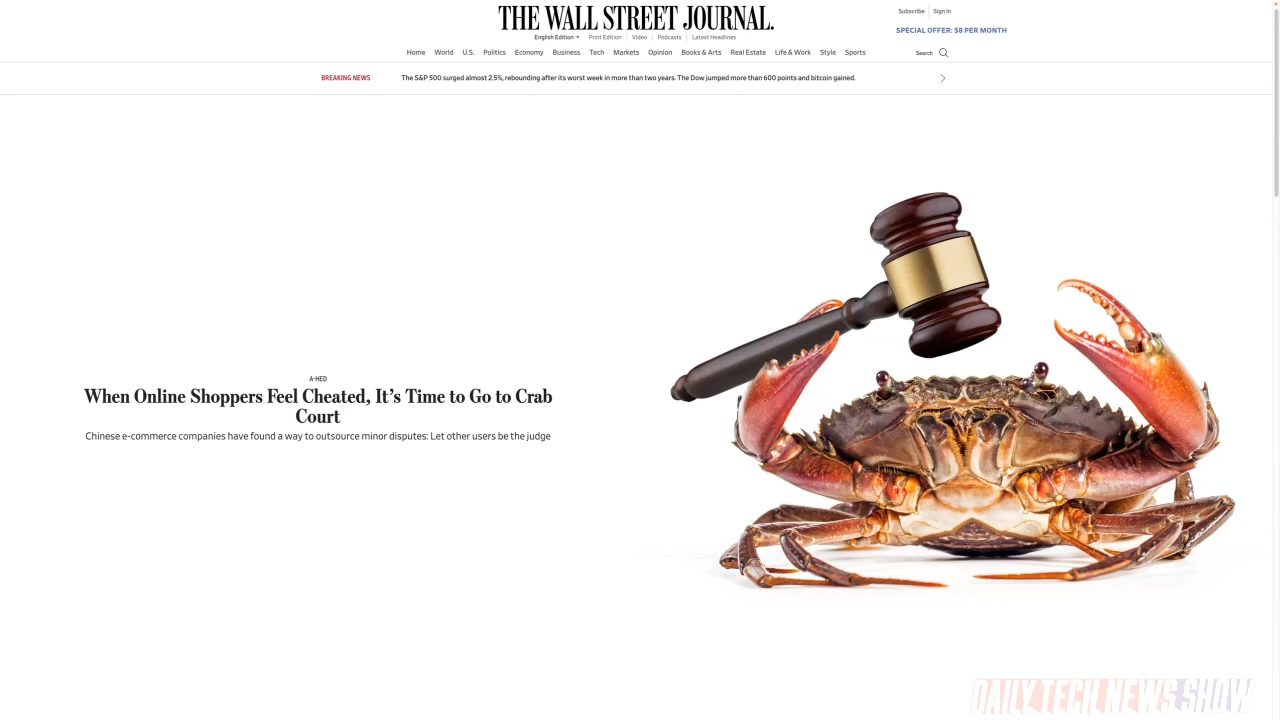 THE WALL STREET JOURNAL.
Subscribe
Sign In
SPECIAL OFFER: $8 PER MONTH
English Edition
Print Edition
Video
Podcasts
Latest Headlines
Home World U.S. Politics Economy Business Tech Markets Opinion Books & Arts Real Estate Life & Work Style Sports
Search
BREAKING NEWS
The S&P 500 surged almost 2.5%, rebounding after its worst week in more than two years. The Dow jumped more than 600 points and bitcoin gained.
A-HED
When Online Shoppers Feel Cheated, It’s Time to Go to Crab
Court
Chinese e-commerce companies have found a way to outsource minor disputes: Let other users be the judge
DAILY TECH NEWS SHOW